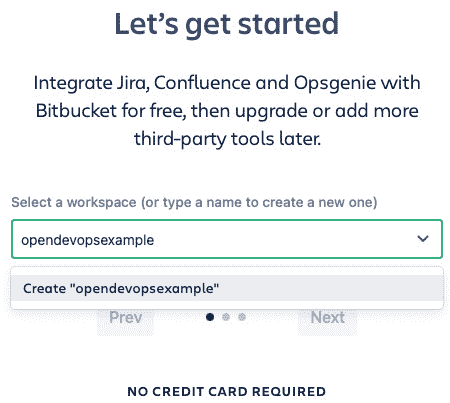 Let's get started
Integrate Jira, Confluence and Opsgenie with
Bitbucket for free, then upgrade or add more
third-party tools later.
Select a workspace (or type a name to create a new one)
opendevopsexample
Create "opendevopsexample"
Prev
Next
NO CREDIT CARD REQUIRED